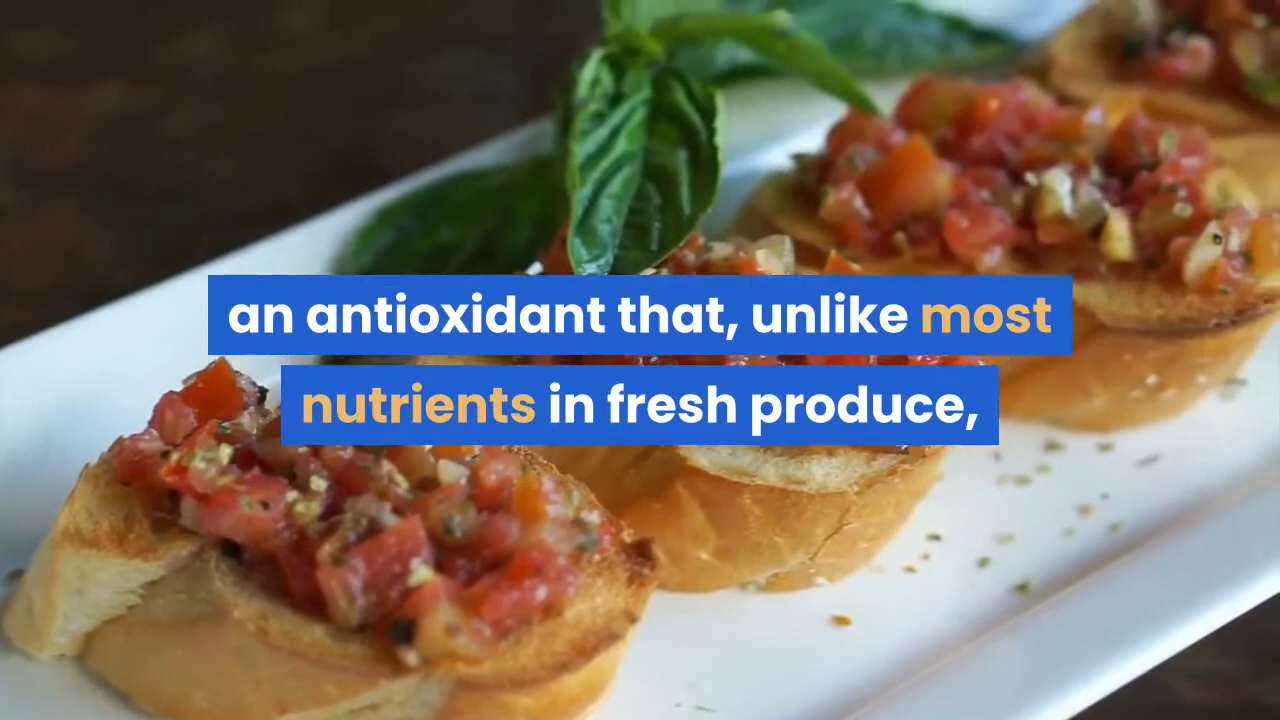 an antioxidant that, unlike most
nutrients in fresh produce,